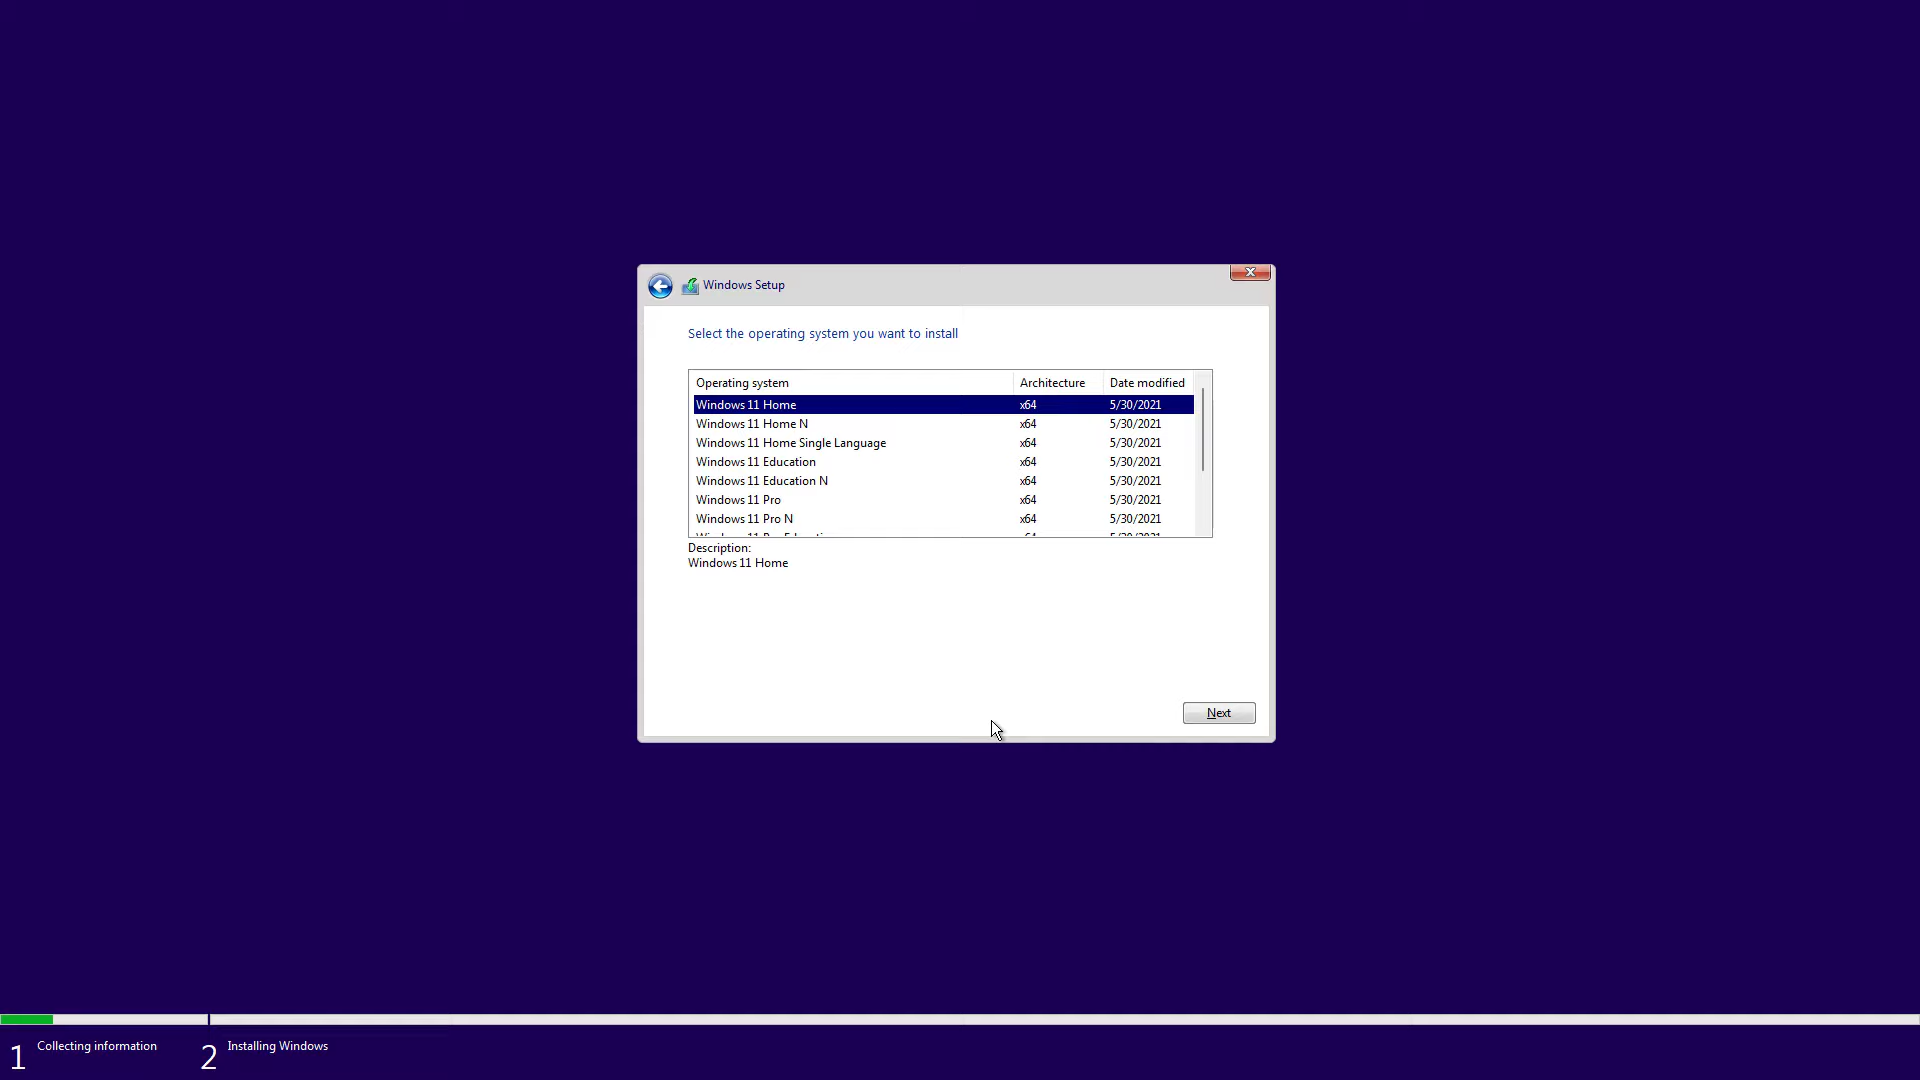 Windows Setup
Select the operating system you want to install
Operating system Architecture Date modified
Windows 11 Home x64 5/30/2021
Windows 11 Home N x64 5/30/2021
Windows 11 Home Single Language x64 5/30/2021
Windows 11 Education x64 5/30/2021
Windows 11 Education N x64 5/30/2021
Windows 11 Pro x64 5/30/2021
Windows 11 Pro N x64 5/30/2021
Description:
Windows 11 Home
Next
1 Collecting information 2 Installing Windows